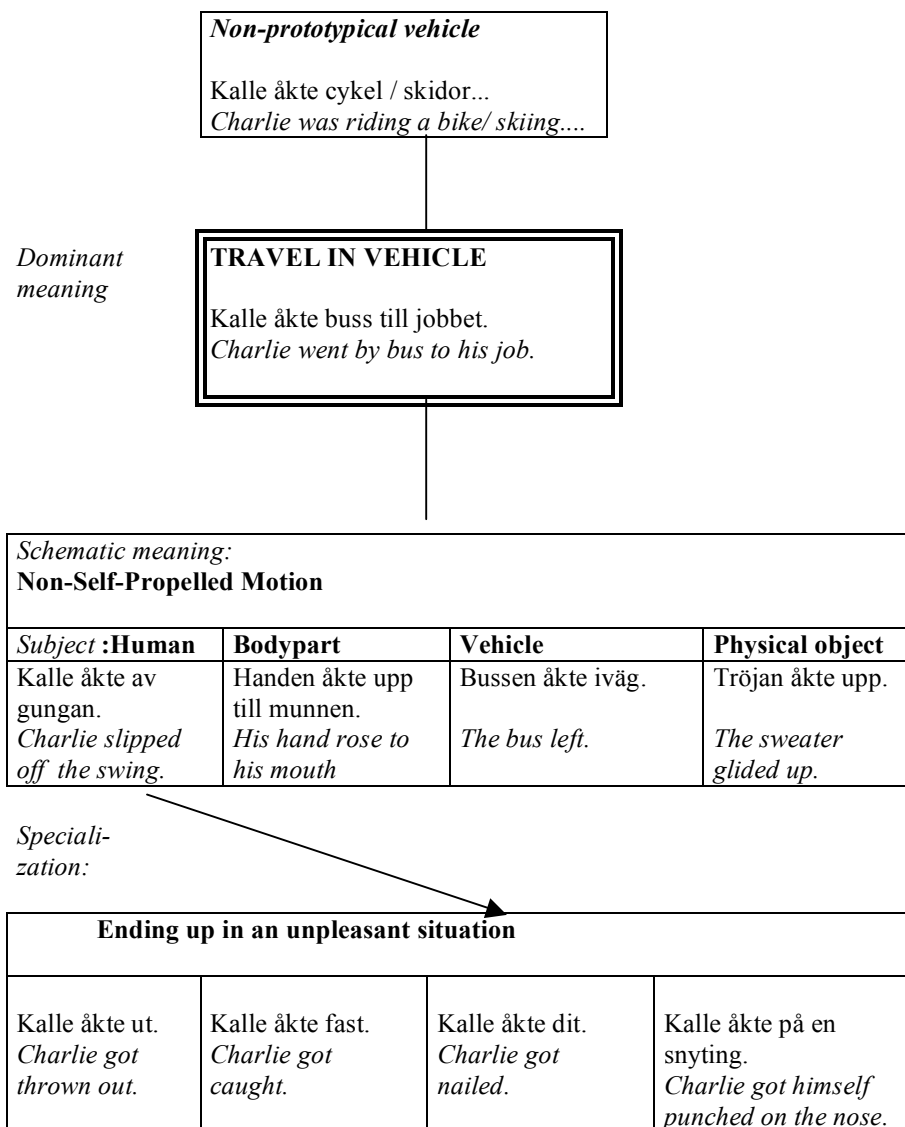 Non-prototypical vehicle
Kalle åkte cykel / skidor...
Charlie was riding a bike/ skiing....
Dominant
meaning
TRAVEL IN VEHICLE
Kalle åkte buss till jobbet.
Charlie went by bus to his job.
Schematic meaning:
Non-Self-Propelled Motion
Subject :Human
Kalle åkte av
gungan.
Charlie slipped
off the swing.
Bodypart
Handen åkte upp
till munnen.
His hand rose to
his mouth
Vehicle
Bussen åkte iväg.
The bus left.
Physical object
Tröjan åkte upp.
The sweater
glided up.
Speciali-
zation:
Ending up in an unpleasant situation
Kalle åkte ut.
Charlie got
thrown out.
Kalle åkte fast.
Charlie got
caught.
Kalle åkte dit.
Charlie got
nailed.
Kalle åkte på en
snyting.
Charlie got himself
punched on the nose.